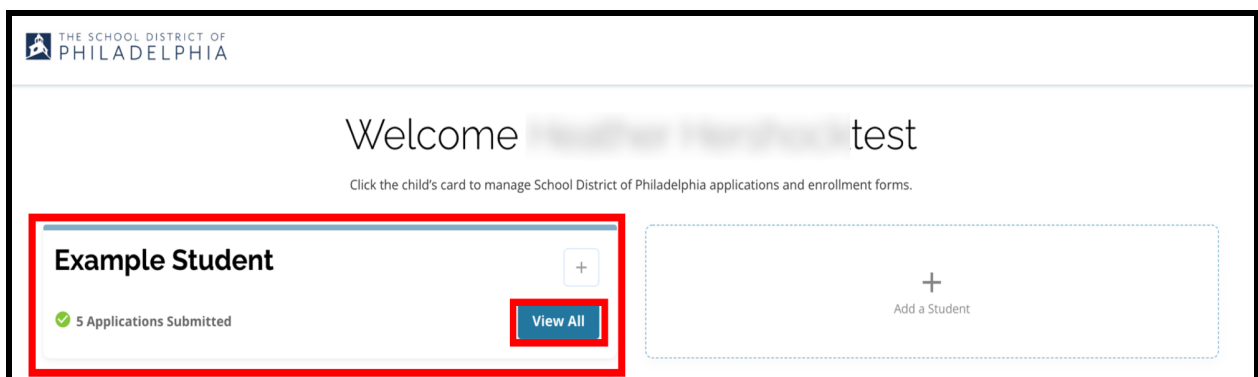 THE SCHOOL DISTRICT OF
PHILADELPHIA
Welcome test
Click the child's card to manage School District of Philadelphia applications and enrollment forms.
Example Student
+
5 Applications Submitted
View All
+
Add a Student